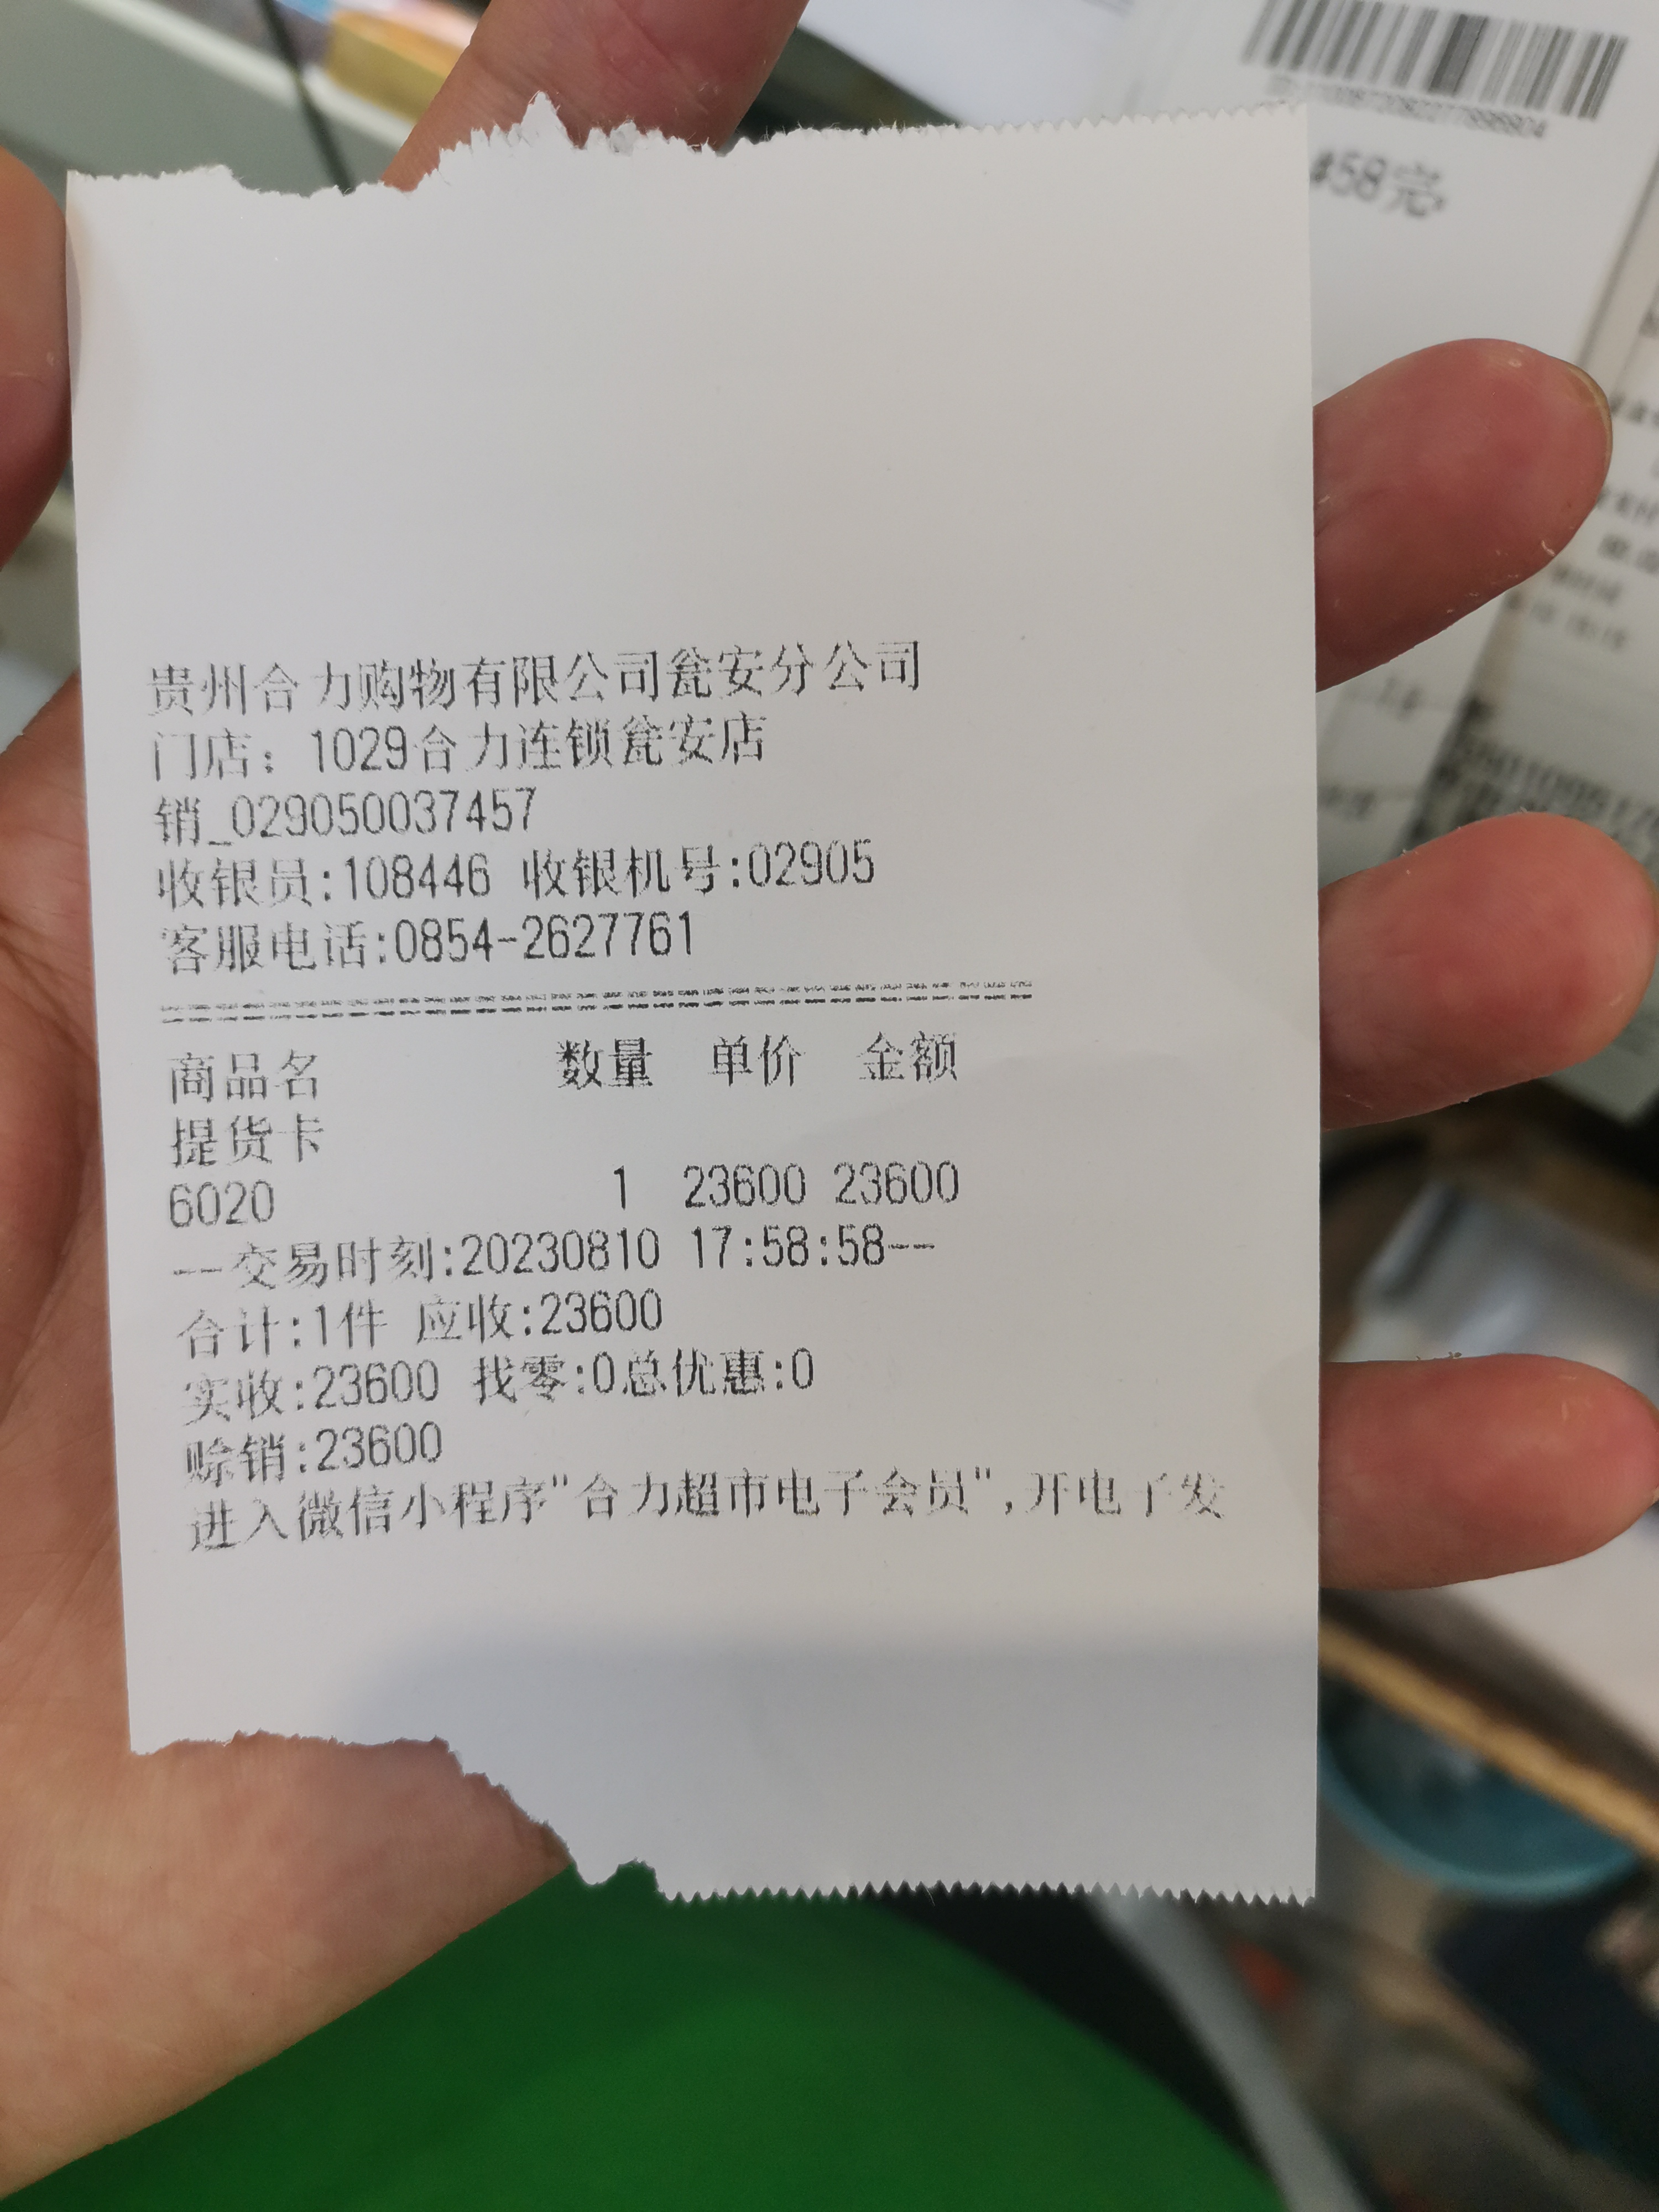 贵州合力购物有限公司瓮安分公司
门店：1029合力连锁瓮安店
销_029050037457
收银员:108446 收银机号:02905
客服电话:0854-2627761
商品名 数量 单价 金额
提货卡
6020 1 23600 23600
--交易时刻:20230810 17:58:58--
合计:1件 应收:23600
实收:23600 找零:0总优惠:0
赊销:23600
进入微信小程序"合力超市电子会员",开电子发
#58完